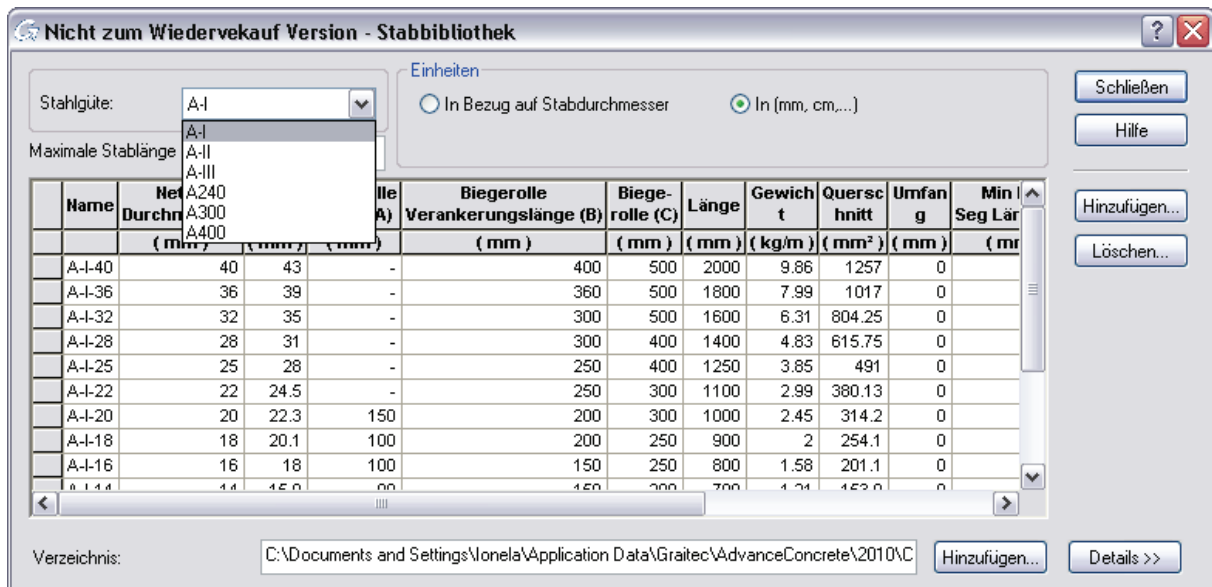 Nicht zum Wiedervekauf Version - Stabbibliothek
Stahlgüte: A-I
A-I
A-II
A-III
A240
A300
A400
Einheiten
In Bezug auf Stabdurchmesser In (mm, cm,...)
Schließen
Hilfe
Hinzufügen...
Löschen...
Maximale Stablänge
Name Biegerolle Verankerungslänge (B) Biege-rolle (C) Länge Gewicht Querschnitt Umfang Min
Seg
( mm ) ( mm ) ( mm ) ( mm ) ( mm ) ( mm ) ( kg/m ) ( mm² ) ( mm )
A-I-40 40 43 - 400 500 2000 9.86 1257 0
A-I-36 36 39 - 360 500 1800 7.99 1017 0
A-I-32 32 35 - 300 500 1600 6.31 804.25 0
A-I-28 28 31 - 300 400 1400 4.83 615.75 0
A-I-25 25 28 - 250 400 1250 3.85 491 0
A-I-22 22 24.5 - 250 300 1100 2.99 380.13 0
A-I-20 20 22.3 150 200 300 1000 2.45 314.2 0
A-I-18 18 20.1 100 200 250 900 2 254.1 0
A-I-16 16 18 100 150 250 800 1.58 201.1 0
Verzeichnis: C:\Documents and Settings\Ionela\Application Data\Graitec\AdvanceConcrete\2010\C Hinzufügen... Details >>